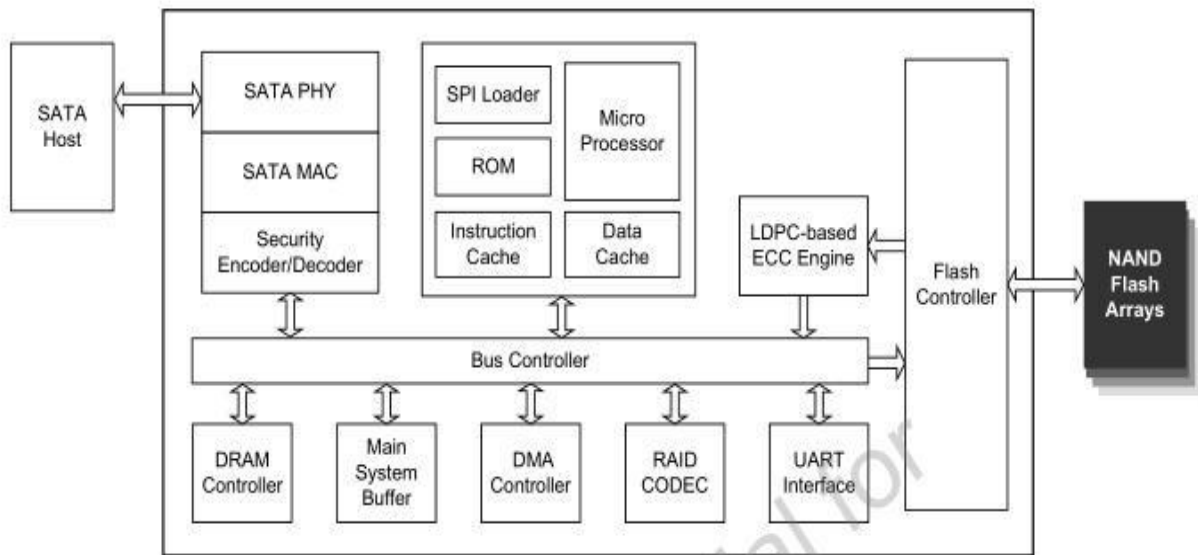 SATA
Host
SATA PHY
SATA MAC
Security
Encoder/Decoder
SPI Loader
ROM
Instruction
Cache
Micro
Processor
Data
Cache
LDPC-based
ECC Engine
Flash
Controller
NAND
Flash
Arrays
Bus Controller
DRAM
Controller
Main
System
Buffer
DMA
Controller
RAID
CODEC
UART
Interface
for